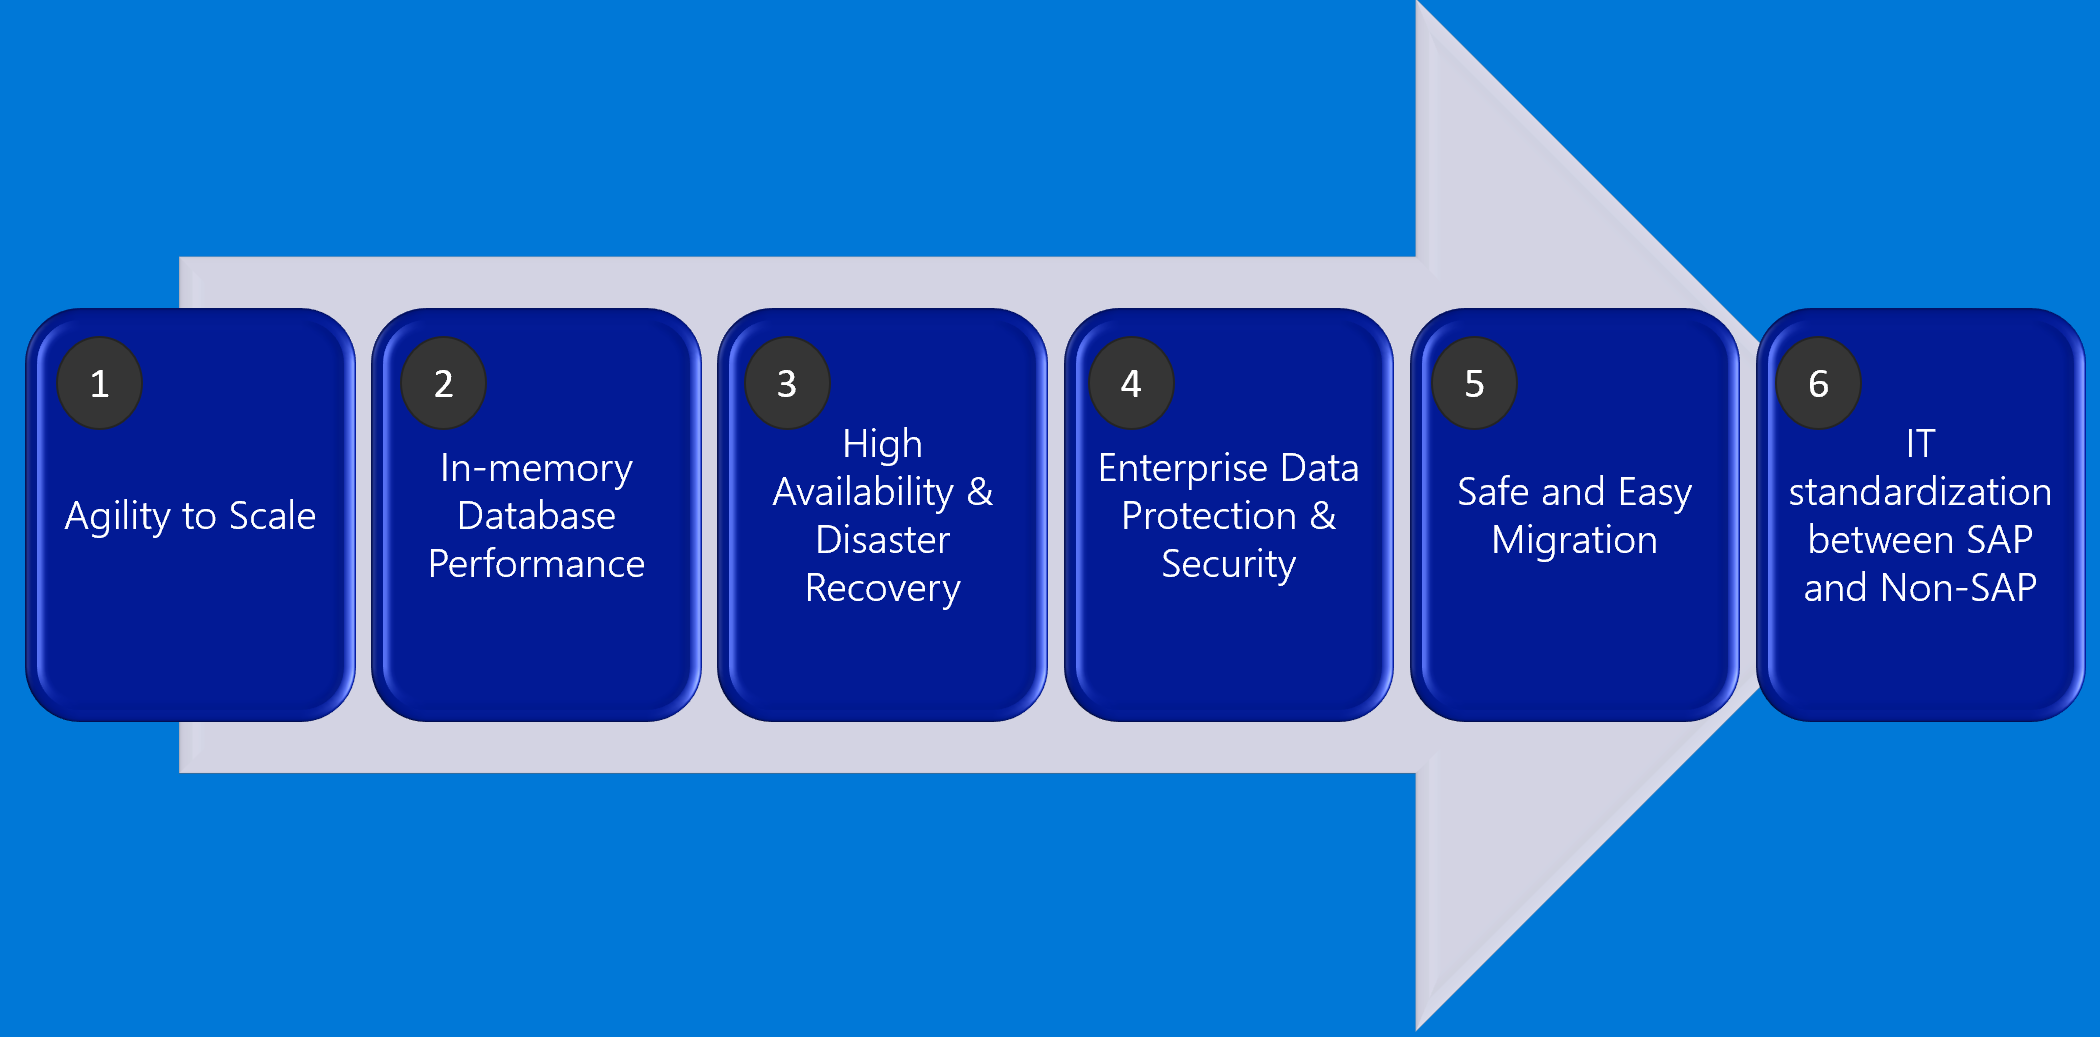 1
Agility to Scale
2
In-memory
Database
Performance
3
High
Availability &
Disaster
Recovery
4
Enterprise Data
Protection &
Security
5
Safe and Easy
Migration
6
IT
standardization
between SAP
and Non-SAP